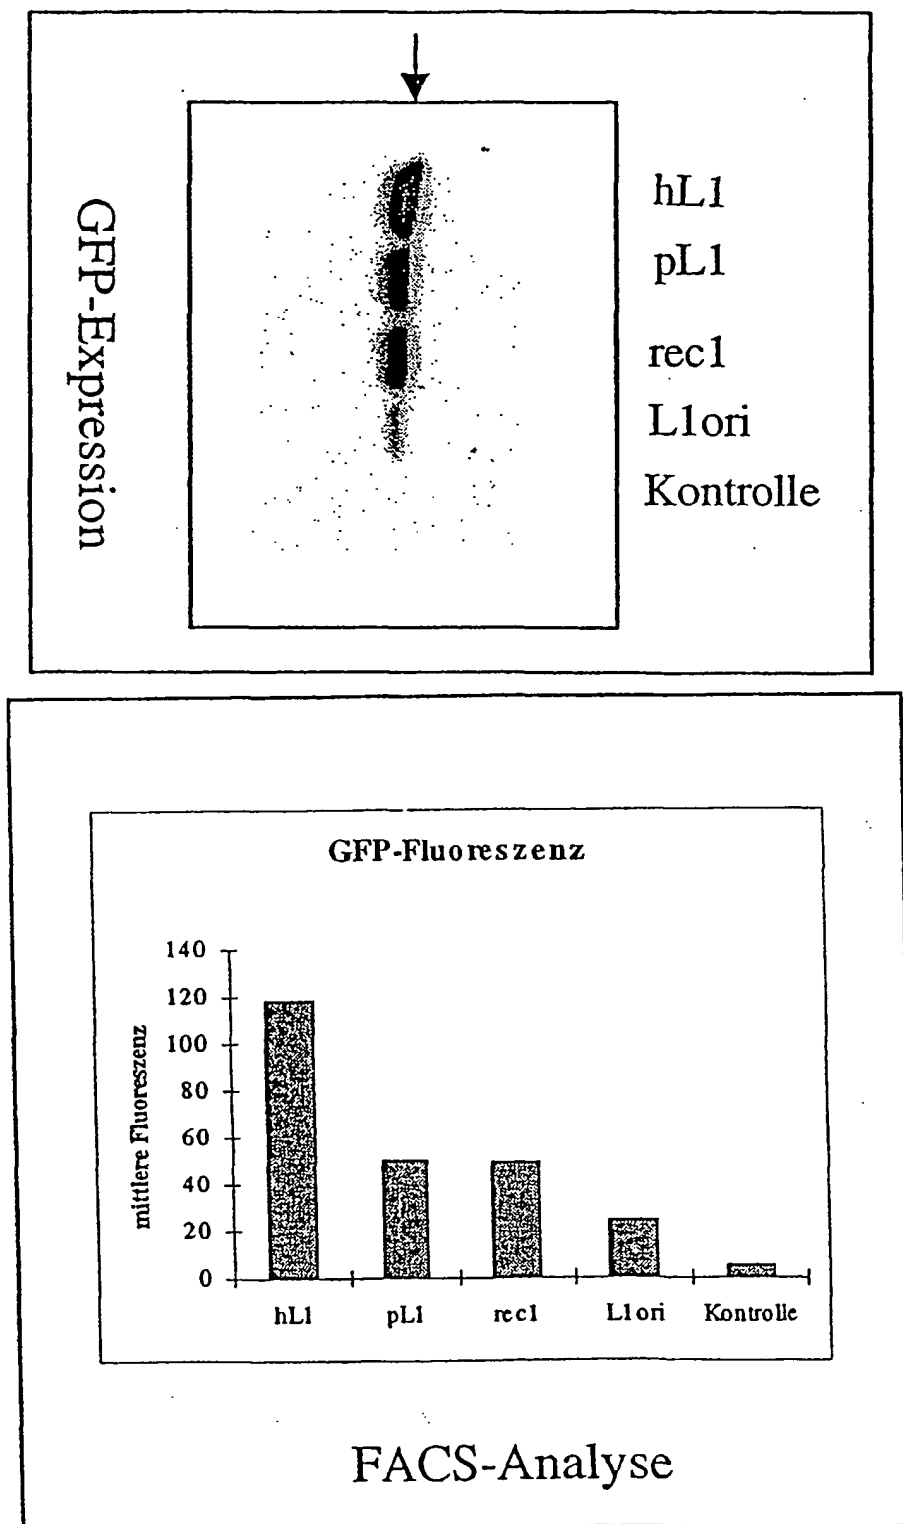 GFP-Expression
hL1
pL1
rec1
L1ori
Kontrolle
GFP-Fluoreszenz
mittlere Fluoreszenz
140
120
100
80
60
40
20
0
hL1
pL1
rec1
L1ori
Kontrolle
FACS-Analyse